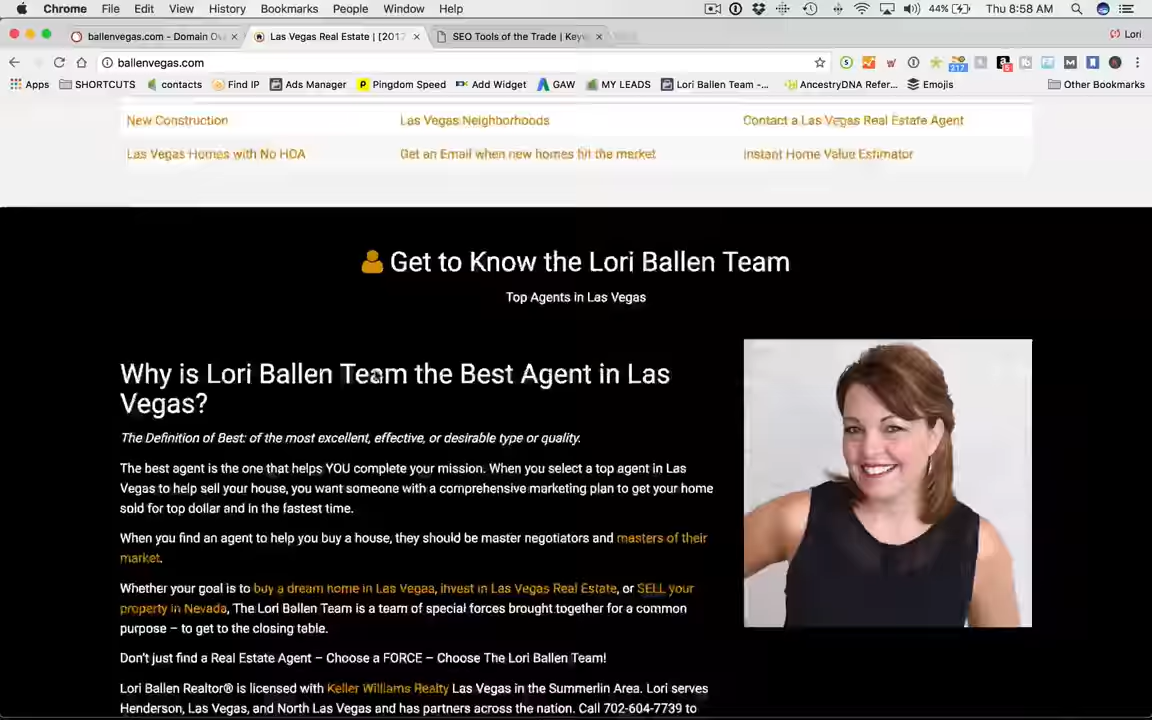 Chrome File Edit View History Bookmarks People Window Help 44% Thu 8:58 AM
ballenvegas.com - Domain Ov Las Vegas Real Estate | [2017 SEO Tools of the Trade | Key Lori
ballenvegas.com 217
Apps SHORTCUTS contacts Find IP Ads Manager Pingdom Speed Add Widget GAW MY LEADS Lori Ballen Team -... AncestryDNA Refer... Emojis Other Bookmarks
New Construction Las Vegas Neighborhoods Contact a Las Vegas Real Estate Agent
Las Vegas Homes with No HOA Get an Email when new homes hit the market Instant Home Value Estimator
Get to Know the Lori Ballen Team
Top Agents in Las Vegas
Why is Lori Ballen Team the Best Agent in Las
Vegas?
The Definition of Best: of the most excellent, effective, or desirable type or quality.
The best agent is the one that helps YOU complete your mission. When you select a top agent in Las
Vegas to help sell your house, you want someone with a comprehensive marketing plan to get your home
sold for top dollar and in the fastest time.
When you find an agent to help you buy a house, they should be master negotiators and masters of their
market.
Whether your goal is to buy a dream home in Las Vegas, invest in Las Vegas Real Estate, or SELL your
property in Nevada, The Lori Ballen Team is a team of special forces brought together for a common
purpose – to get to the closing table.
Don't just find a Real Estate Agent – Choose a FORCE – Choose The Lori Ballen Team!
Lori Ballen Realtor® is licensed with Keller Williams Realty Las Vegas in the Summerlin Area. Lori serves
Henderson, Las Vegas, and North Las Vegas and has partners across the nation. Call 702-604-7739 to